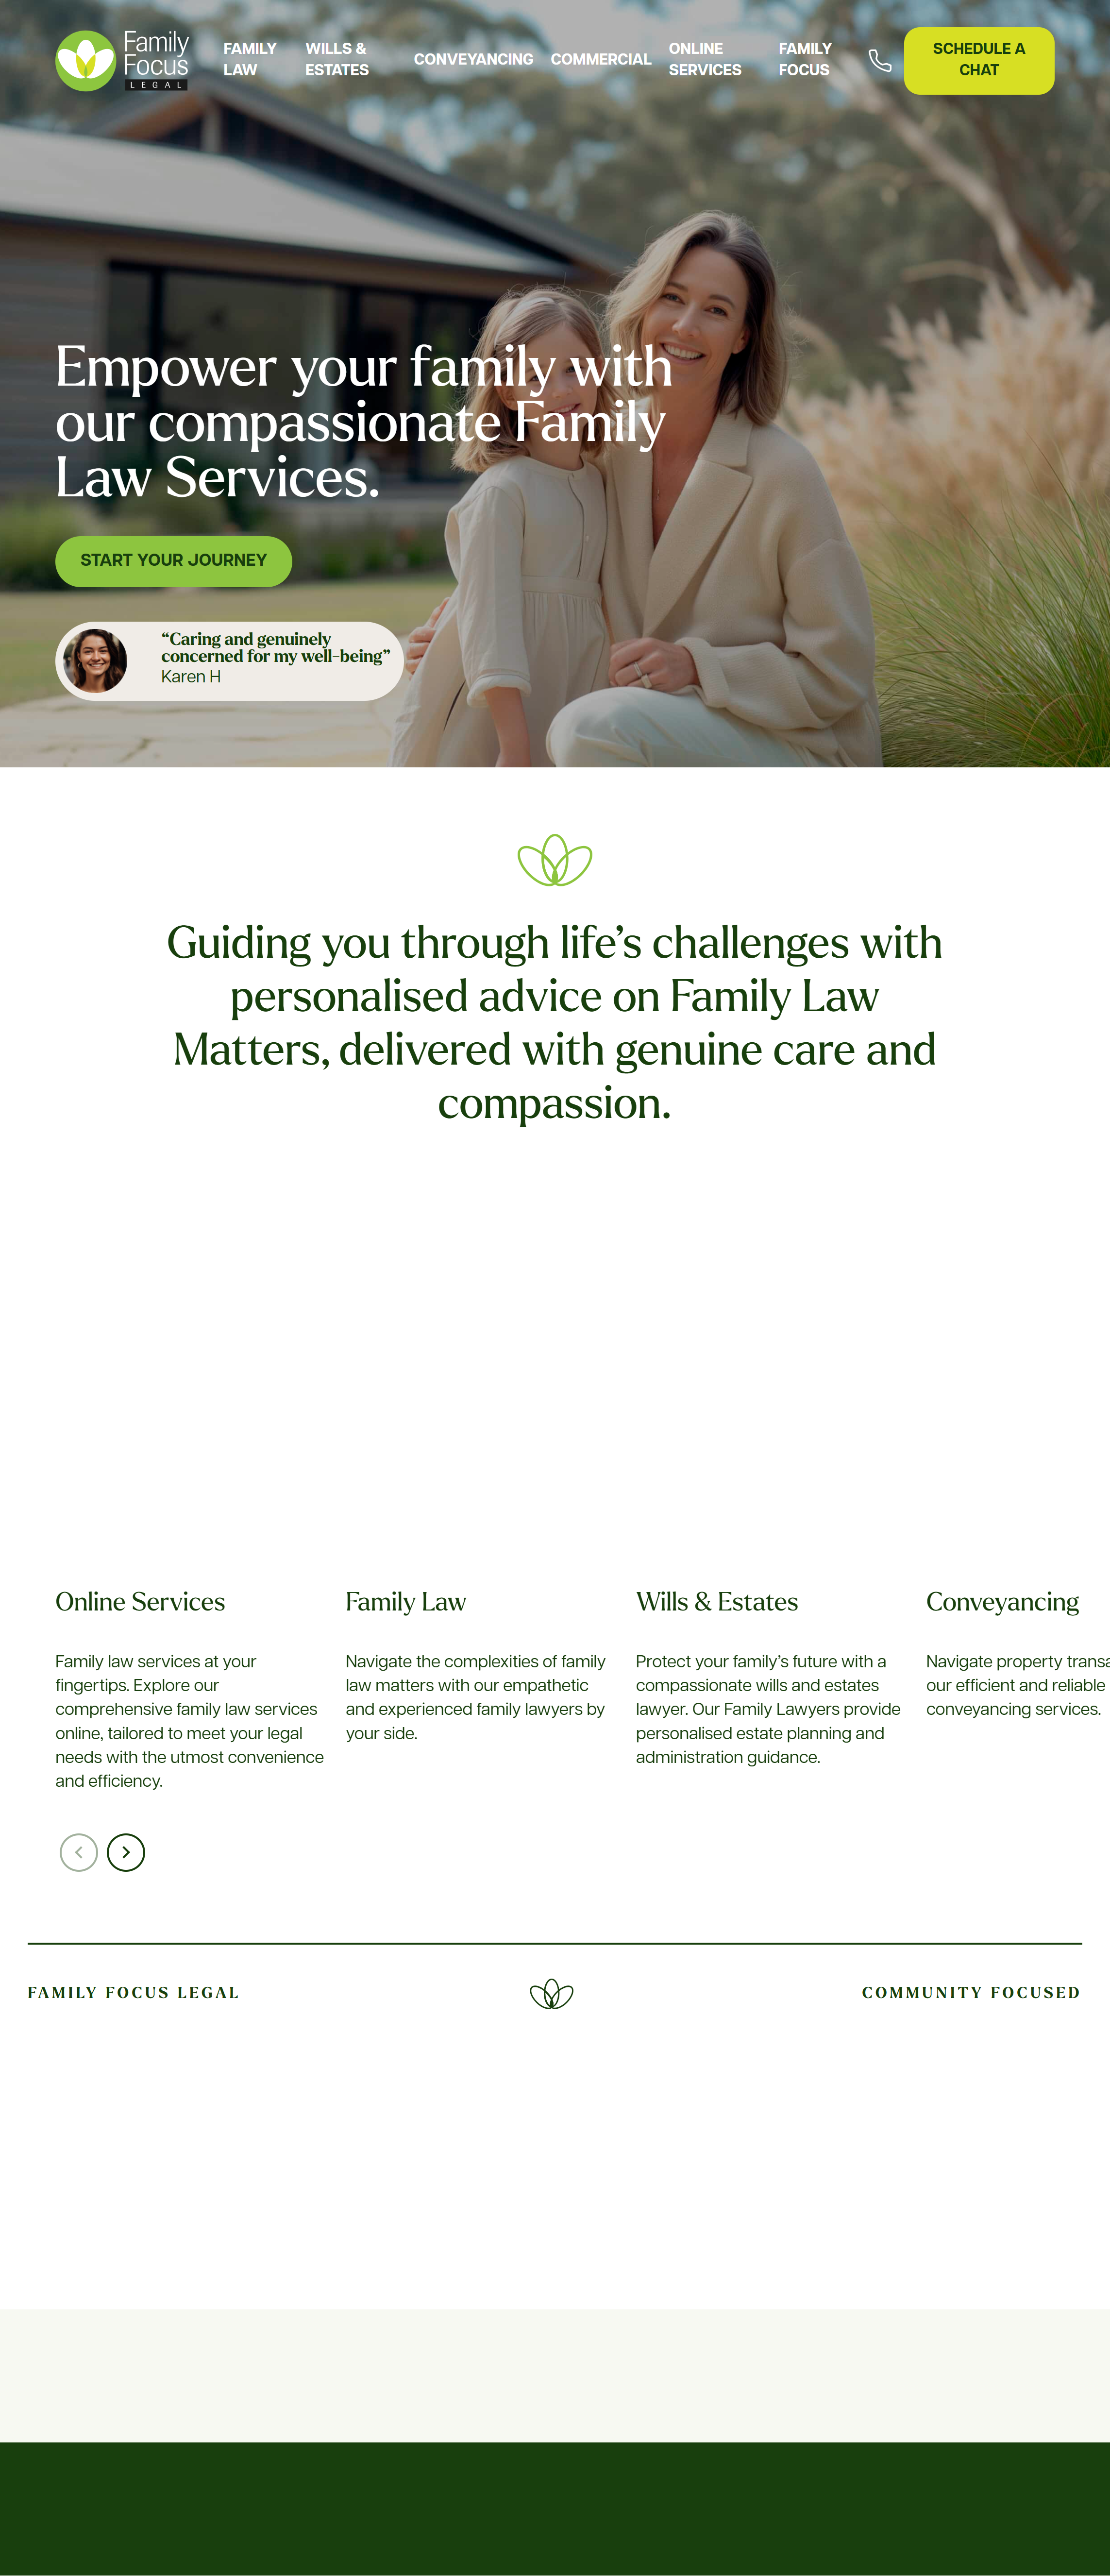 Family
Focus
LEGAL
FAMILY
LAW
WILLS &
ESTATES
CONVEYANCING
COMMERCIAL
ONLINE
SERVICES
FAMILY
FOCUS
SCHEDULE A
CHAT
Empower your family with
our compassionate Family
Law Services.
START YOUR JOURNEY
“Caring and genuinely
concerned for my well-being”
Karen H
Guiding you through life’s challenges with
personalised advice on Family Law
Matters, delivered with genuine care and
compassion.
Online Services
Family law services at your
fingertips. Explore our
comprehensive family law services
online, tailored to meet your legal
needs with the utmost convenience
and efficiency.
Family Law
Navigate the complexities of family
law matters with our empathetic
and experienced family lawyers by
your side.
Wills & Estates
Protect your family’s future with a
compassionate wills and estates
lawyer. Our Family Lawyers provide
personalised estate planning and
administration guidance.
Conveyancing
Navigate property
our efficient and reliable
conveyancing services.
FAMILY FOCUS LEGAL
COMMUNITY FOCUSED